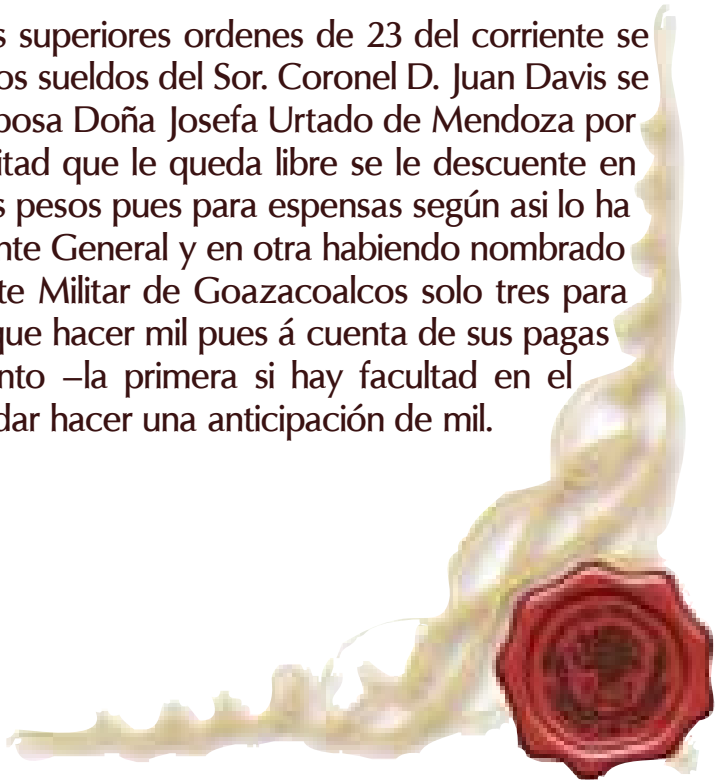 s superiores ordenes de 23 del corriente se
os sueldos del Sor. Coronel D. Juan Davis se
posa Doña Josefa Urtado de Mendoza por
itad que le queda libre se le descuente en
s pesos pues para espensas según asi lo ha
nte General y en otra habiendo nombrado
te Militar de Goazacoalcos solo tres para
que hacer mil pues á cuenta de sus pagas
nto –la primera si hay facultad en el
dar hacer una anticipación de mil.